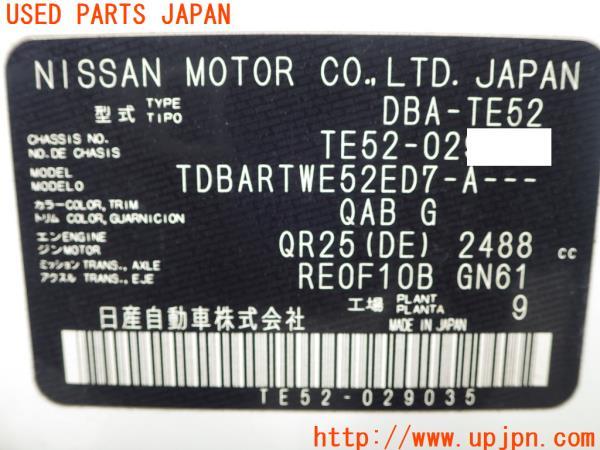 USED PARTS JAPAN
NISSAN MOTOR CO.,LTD. JAPAN
型式 TYPE TIPO DBA-TE52
CHASSIS NO. NO.DE CHASIS TE52-029
MODEL MODELO TDBARTWE52ED7-A---
カラー COLOR, TRIM トリム COLOR, GUARNICION QAB G
エンジン ENGINE MOTOR QR25(DE) 2488 cc
ミッション TRANS., AXLE アクスル TRANS., EJE RE0F10B GN61
工場 PLANT PLANTA 9
日産自動車株式会社 MADE IN JAPAN
TE52-029035
USED PARTS JAPAN
http://www.upjpn.com